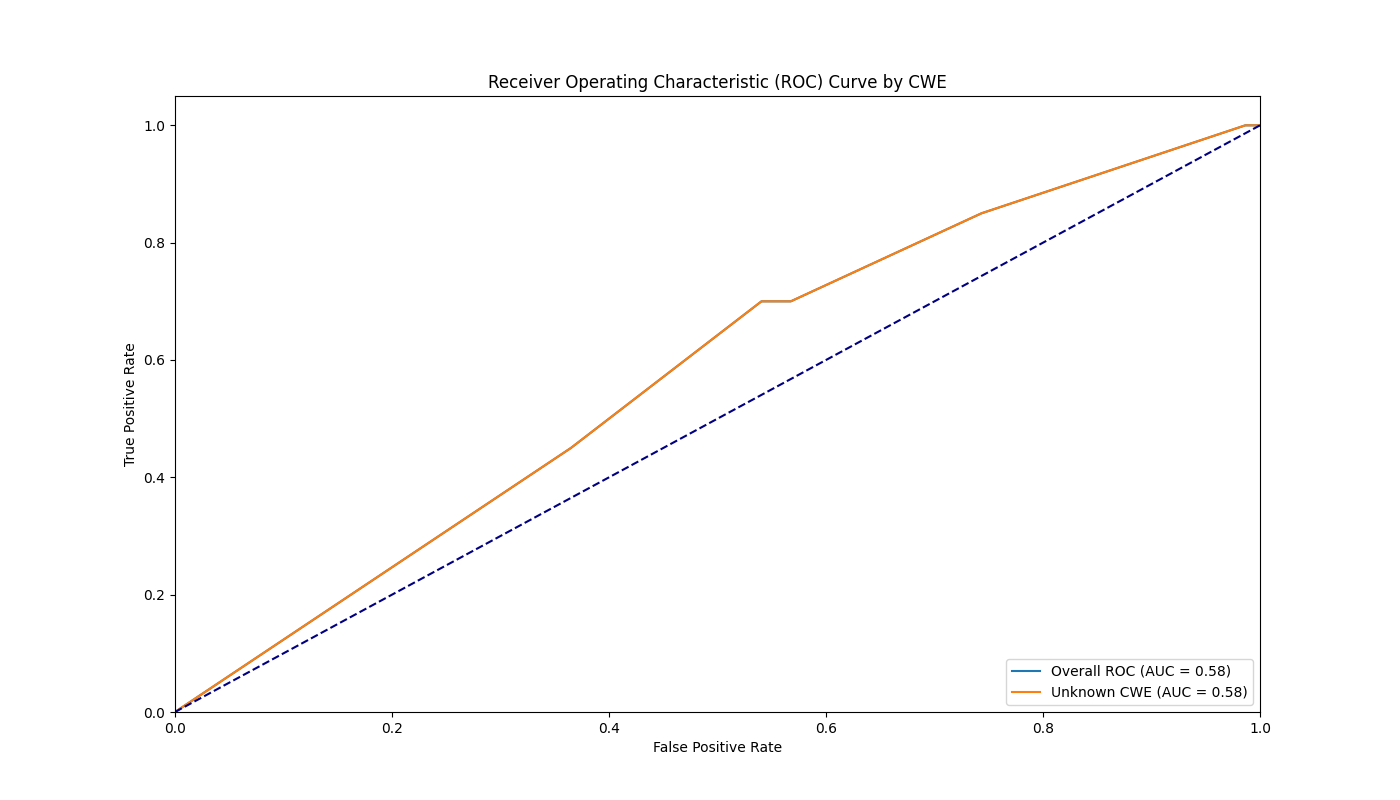 Receiver Operating Characteristic (ROC) Curve by CWE
True Positive Rate
1.0
0.8
0.6
0.4
0.2
0.0
0.0 0.2 0.4 0.6 0.8 1.0
False Positive Rate
Overall ROC (AUC = 0.58)
Unknown CWE (AUC = 0.58)